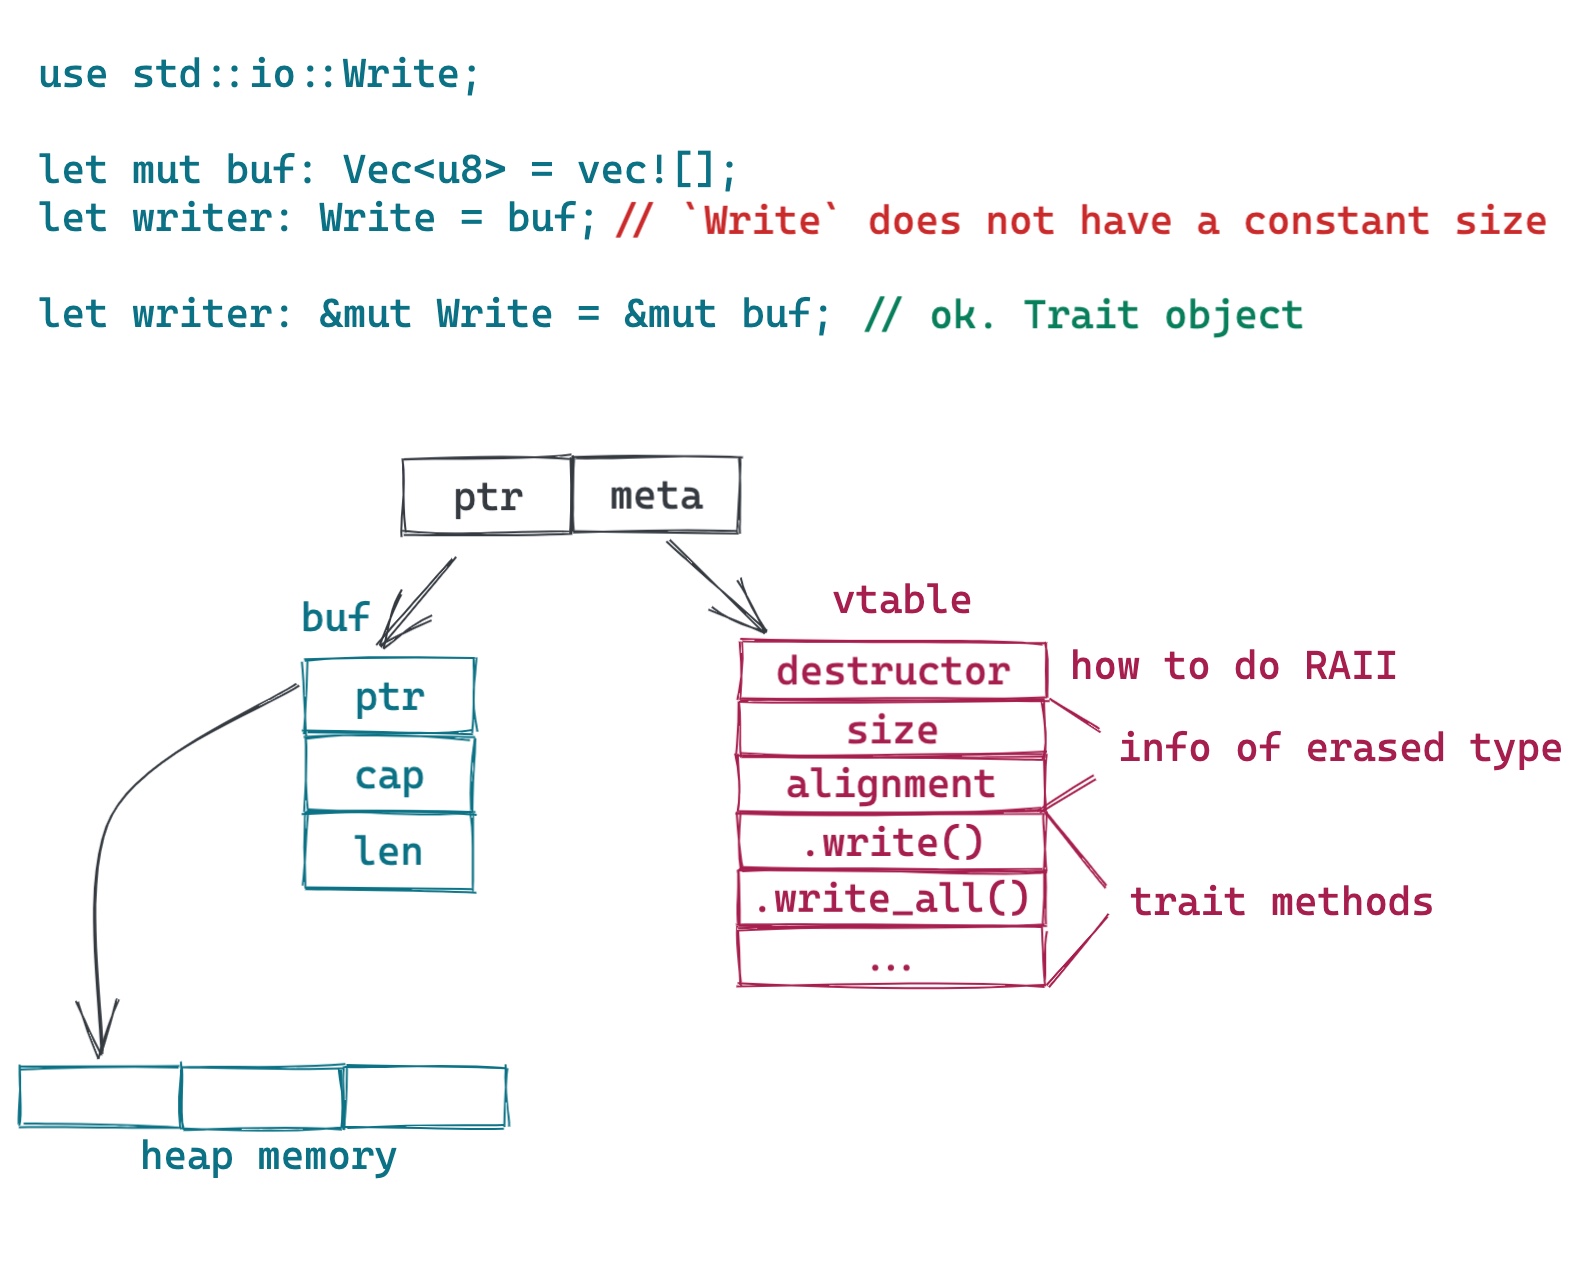 use std::io::Write;
let mut buf: Vec<u8> = vec![];
let writer: Write = buf; // `Write` does not have a constant size
let writer: &mut Write = &mut buf; // ok. Trait object
ptr meta
buf
vtable
ptr
cap
len
destructor
how to do RAII
size
info of erased type
alignment
.write()
.write_all()
trait methods
...
heap memory